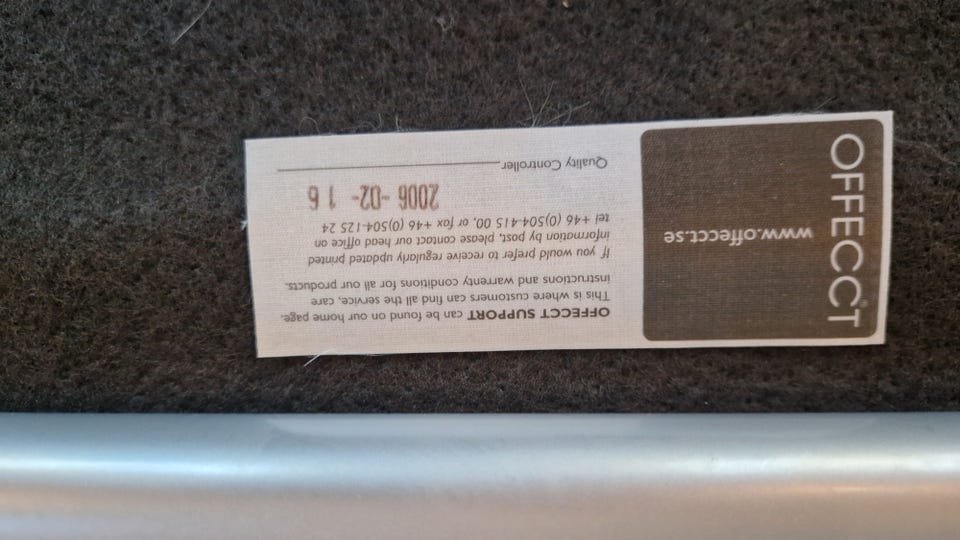 OFFECCT®
www.offecct.se
OFFECCT SUPPORT can be found on our home page.
This is where customers can find all the service, care
instructions and warrenty conditions for all our products.
If you would prefer to receive regularly updated printed
information by post, please contact our head office on
tel +46 (0)504-415 00, or fax +46 (0)504-125 24
2006 -02- 1 6
Quality Controller